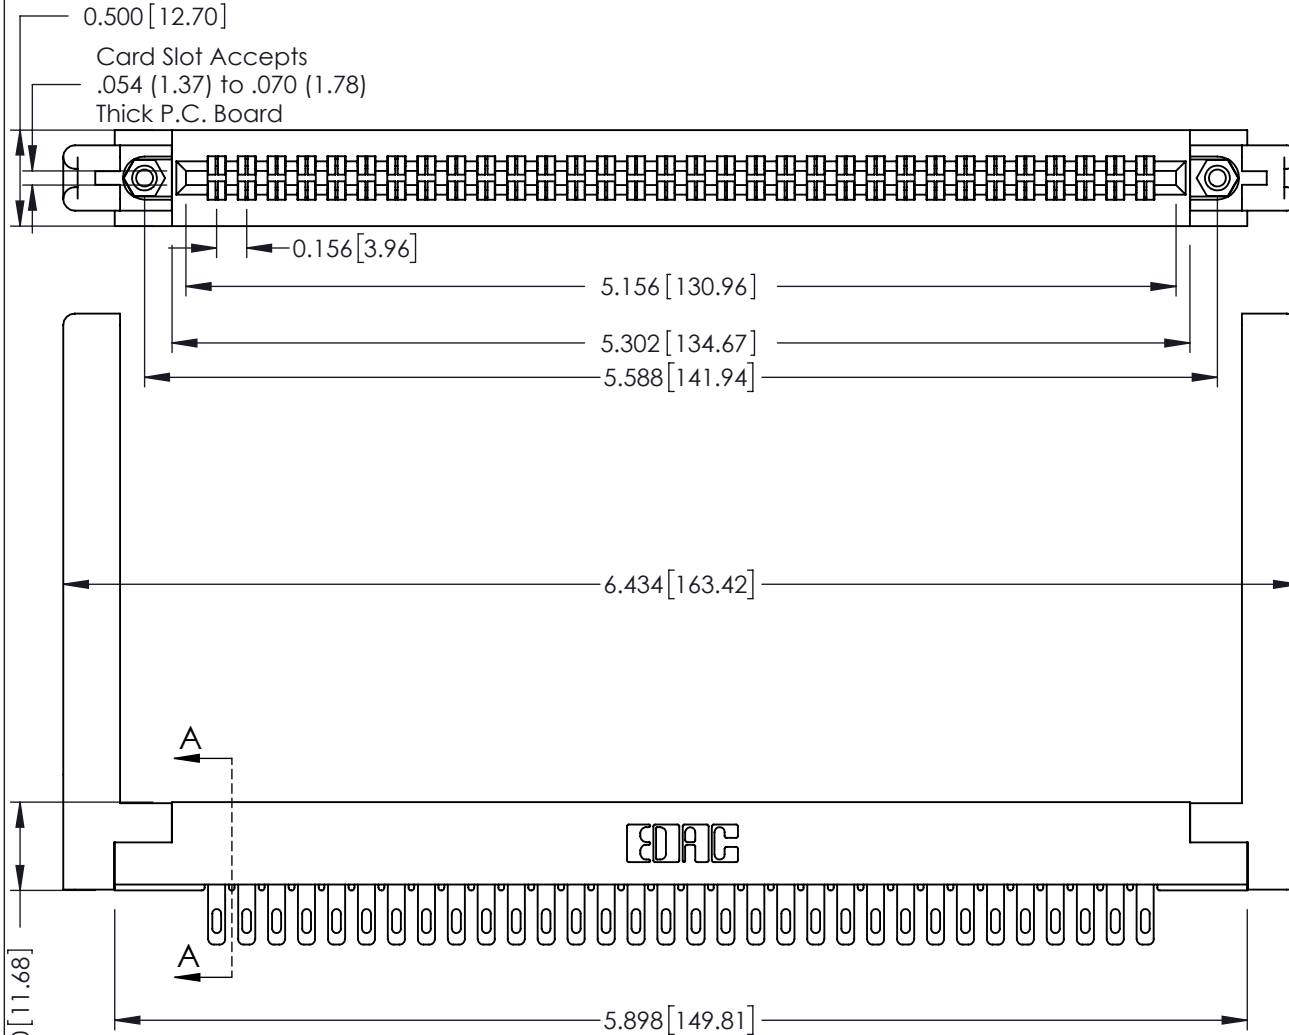 0.500 [12.70]
Card Slot Accepts
.054 (1.37) to .070 (1.78)
Thick P.C. Board
0.156 [3.96]
5.156 [130.96]
5.302 [134.67]
5.588 [141.94]
6.434 [163.42]
A
EDAC
A
[11.68]
5.898 [149.81]